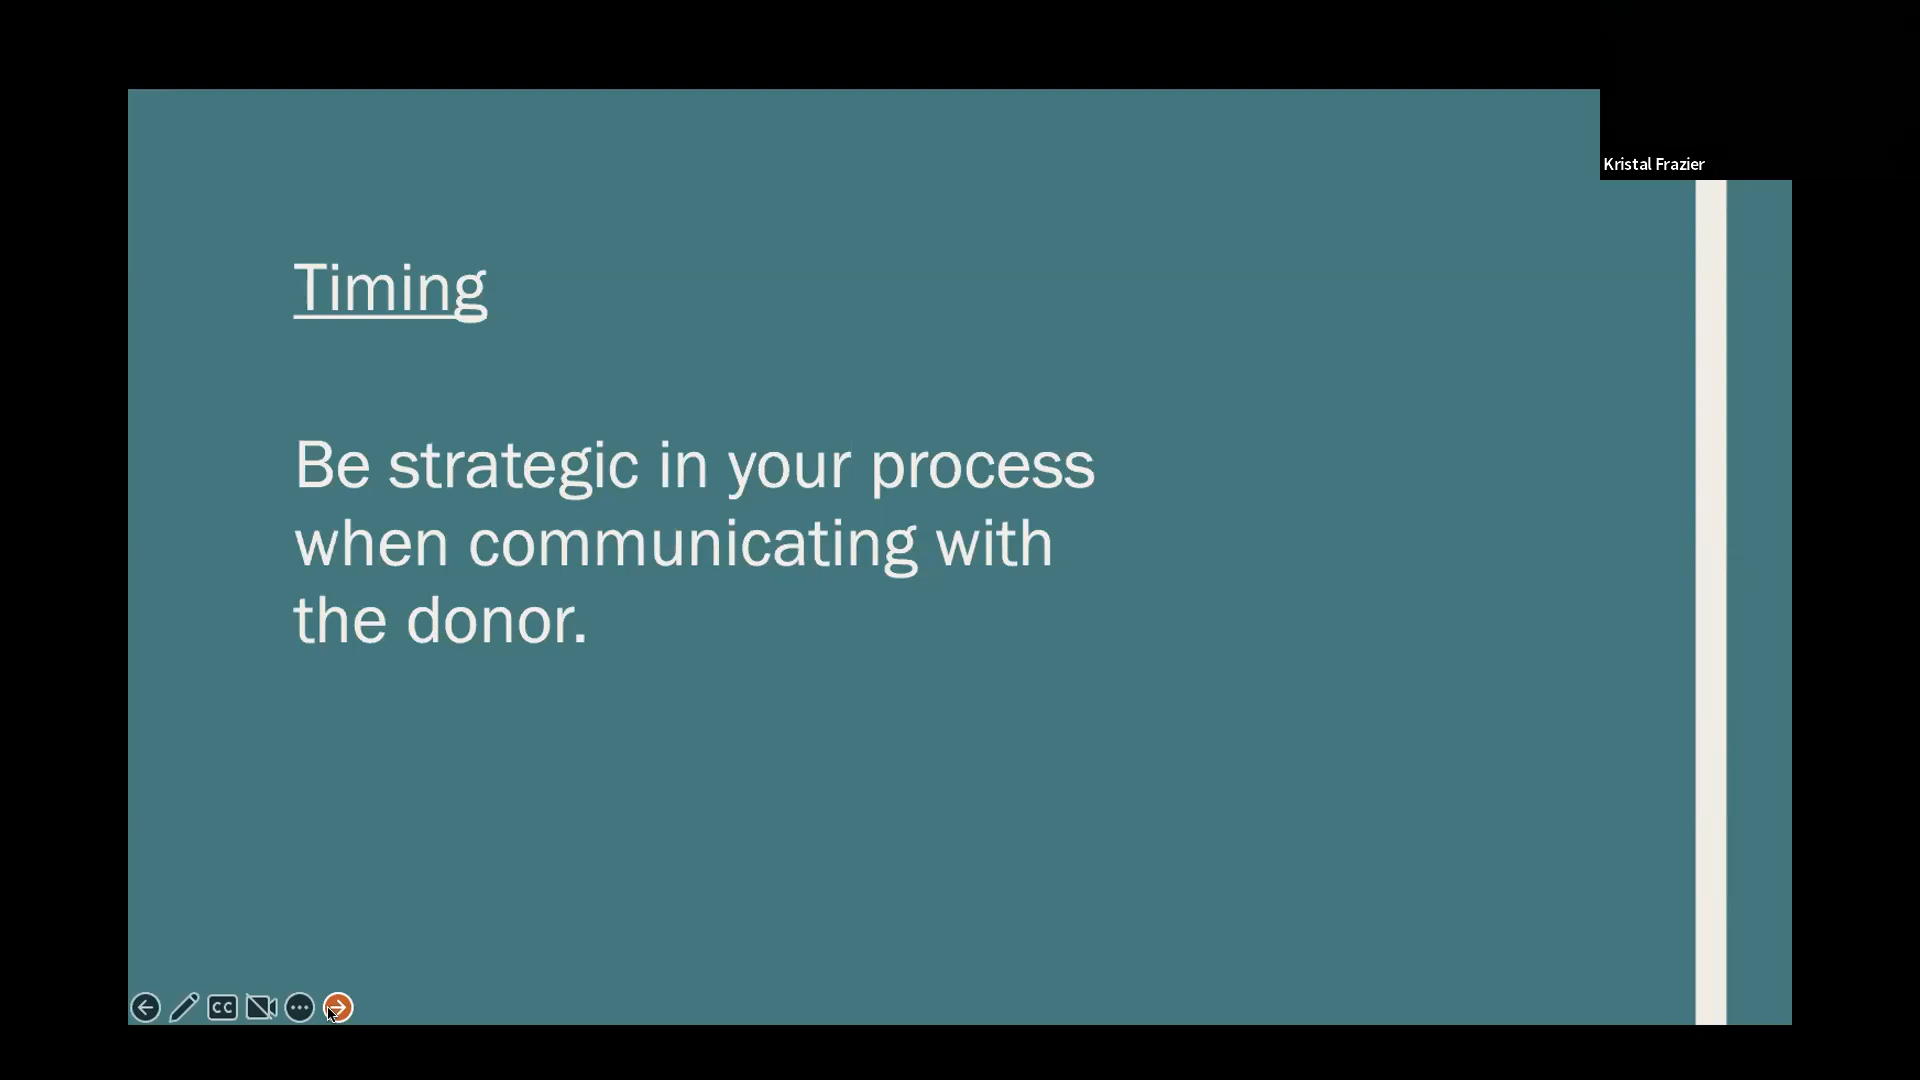 Kristal Frazier
Timing
Be strategic in your process
when communicating with
the donor.
CC